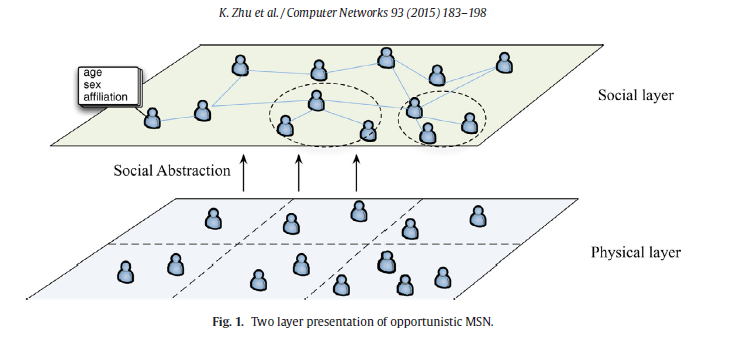 K. Zhu et al. / Computer Networks 93 (2015) 183–198
age
sex
affiliation
Social layer
Social Abstraction
Physical layer
Fig. 1. Two layer presentation of opportunistic MSN.